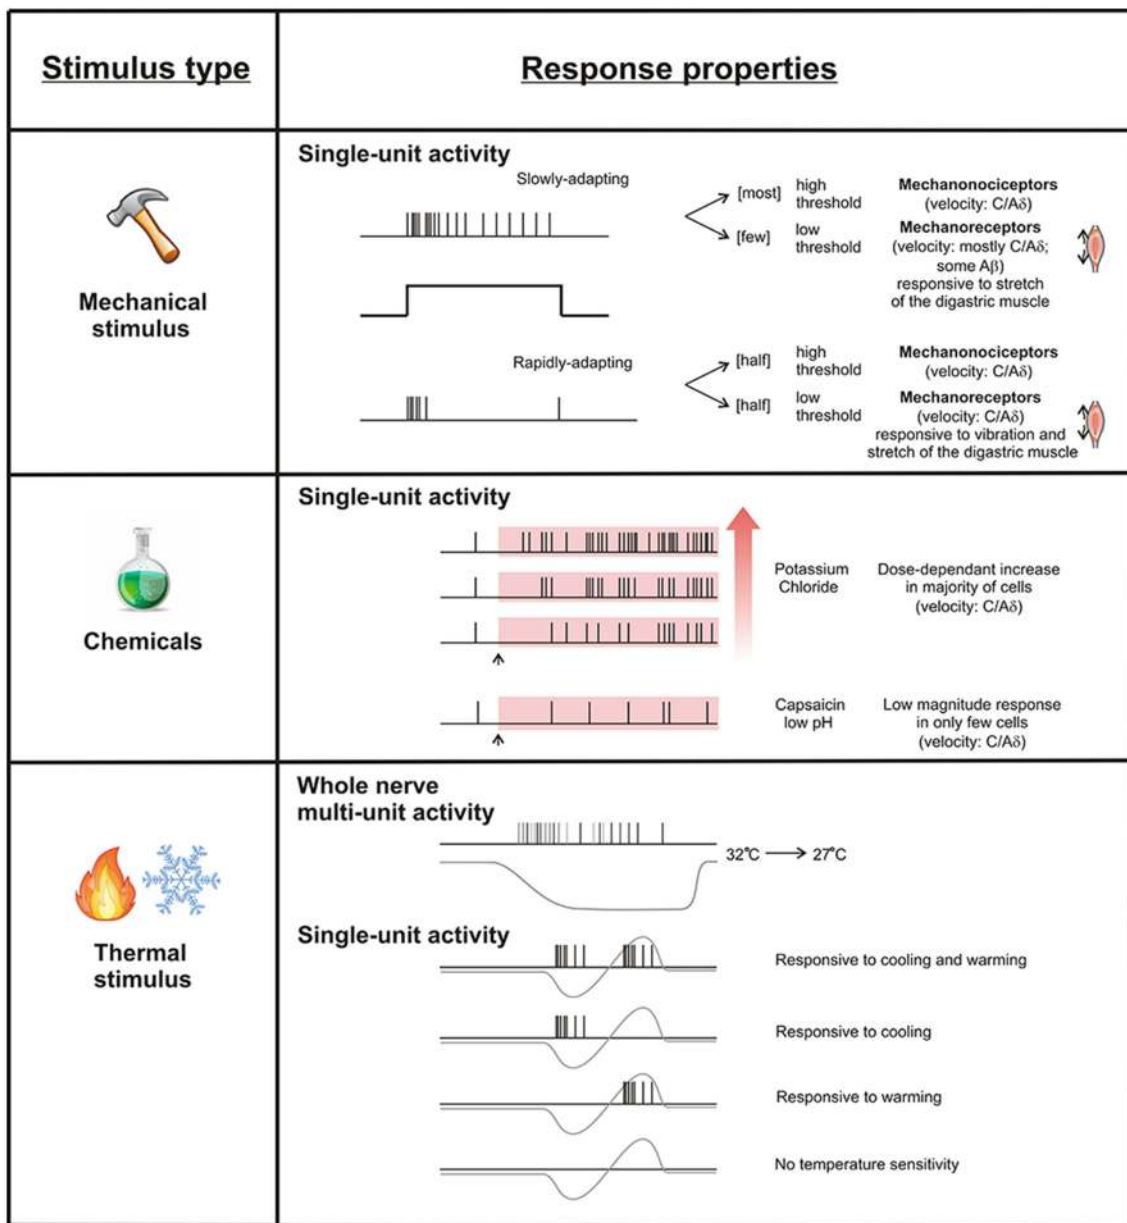 Stimulus type
Response properties
Mechanical
stimulus
Single-unit activity
Slowly-adapting
[most]
high
threshold
Mechanonociceptors
(velocity: C/Aδ)
[few]
low
threshold
Mechanoreceptors
(velocity: mostly C/Aδ;
some Aβ)
responsive to stretch
of the digastric muscle
Rapidly-adapting
[half]
high
threshold
Mechanonociceptors
(velocity: C/Aδ)
[half]
low
threshold
Mechanoreceptors
(velocity: C/Aδ)
responsive to vibration and
stretch of the digastric muscle
Chemicals
Single-unit activity
Potassium
Chloride
Dose-dependant increase
in majority of cells
(velocity: C/Aδ)
Capsaicin
low pH
Low magnitude response
in only few cells
(velocity: C/Aδ)
Thermal
stimulus
Whole nerve
multi-unit activity
32°C → 27°C
Single-unit activity
Responsive to cooling and warming
Responsive to cooling
Responsive to warming
No temperature sensitivity